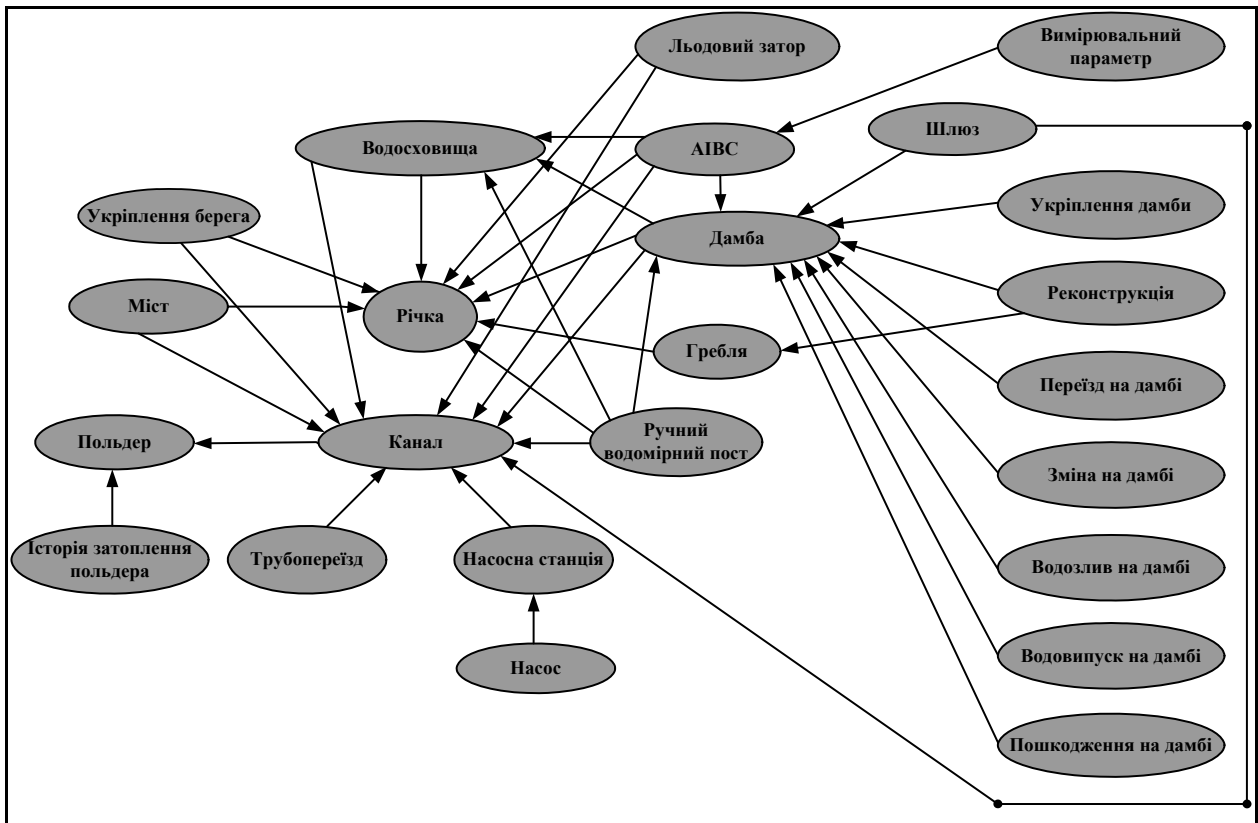 Льодовий затор
Вимірювальний
параметр
Шлюз
Водосховища
АІВС
Укріплення берега
Укріплення дамби
Дамба
Міст
Річка
Реконструкція
Гребля
Переїзд на дамбі
Польдер
Канал
Ручний
водомірний пост
Зміна на дамбі
Історія затоплення
польдера
Трубопереїзд
Насосна станція
Водозлив на дамбі
Насос
Водовипуск на дамбі
Пошкодження на дамбі